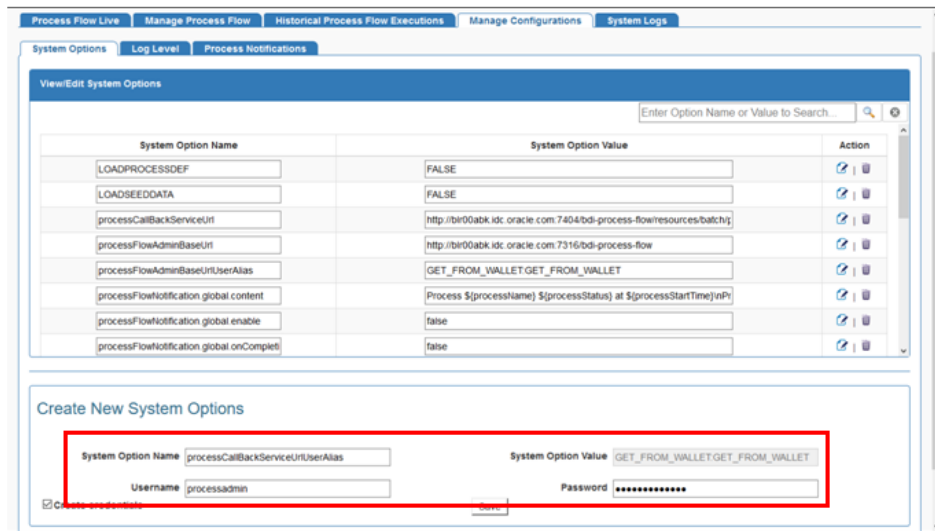 Process Flow Live Manage Process Flow Historical Process Flow Executions Manage Configurations System Logs
System Options Log Level Process Notifications
View/Edit System Options
Enter Option Name or Value to Search...
System Option Name System Option Value Action
LOADPROCESSDEF FALSE
LOADSEEDDATA FALSE
processCallBackServiceUrl http://blr00abk.idc.oracle.com:7404/bdi-process-flow/resources/batch/p
processFlowAdminBaseUrl http://blr00abk.idc.oracle.com:7316/bdi-process-flow
processFlowAdminBaseUrlUserAlias GET_FROM_WALLET:GET_FROM_WALLET
processFlowNotification.global.content Process ${processName} ${processStatus} at ${processStartTime}\nPr
processFlowNotification.global.enable false
processFlowNotification.global.onCompleti false
Create New System Options
System Option Name processCallBackServiceUrlUserAlias System Option Value GET_FROM_WALLET:GET_FROM_WALLET
Username processadmin Password •••••••••••••
Create credentials Save